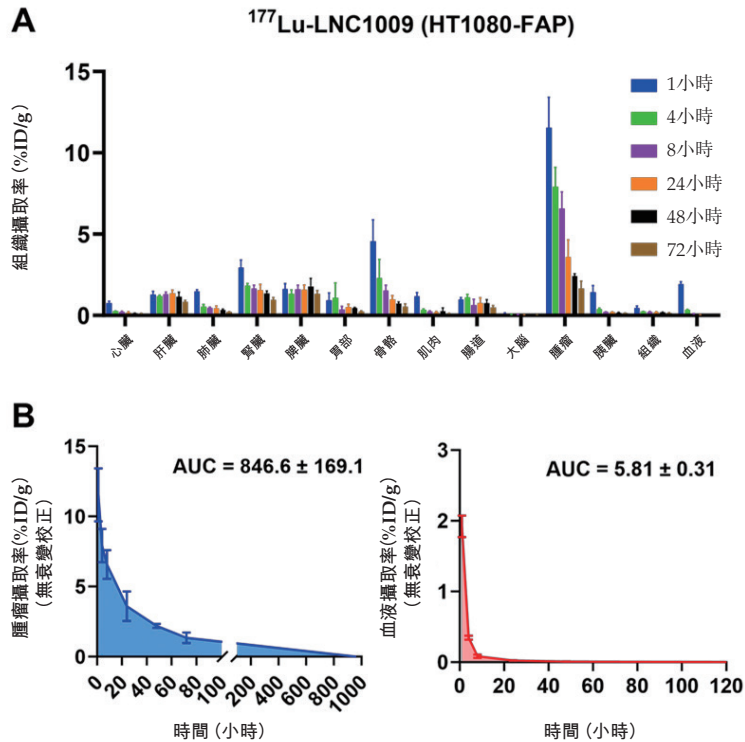 A
¹⁷⁷Lu-LNC1009 (HT1080-FAP)
組織攝取率 (%ID/g)
15
10
5
0
1小時
4小時
8小時
24小時
48小時
72小時
心臟 肝臟 肺臟 腎臟 脾臟 胃部 骨骼 肌肉 腸道 大腦 腫瘤 胰臟 組織 血液
B
腫瘤攝取率(%ID/g)
(無衰變校正)
15
10
5
0
AUC = 846.6 ± 169.1
0 20 40 60 80 100 200 400 600 800 1000
時間 (小時)
血液攝取率(%ID/g)
(無衰變校正)
3
2
1
0
AUC = 5.81 ± 0.31
0 20 40 60 80 100 120
時間 (小時)